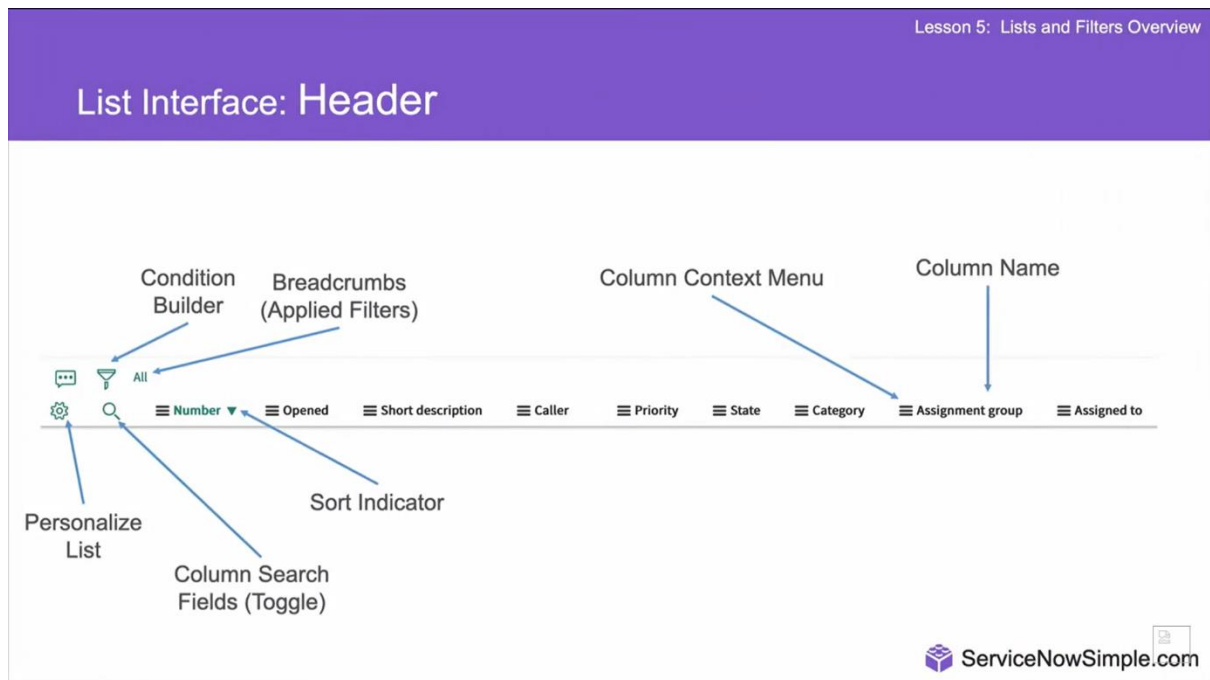 Lesson 5: Lists and Filters Overview
List Interface: Header
Condition
Builder
Breadcrumbs
(Applied Filters)
Column Context Menu
Column Name
All
Number
Opened
Short description
Caller
Priority
State
Category
Assignment group
Assigned to
Sort Indicator
Personalize
List
Column Search
Fields (Toggle)
ServiceNowSimple.com